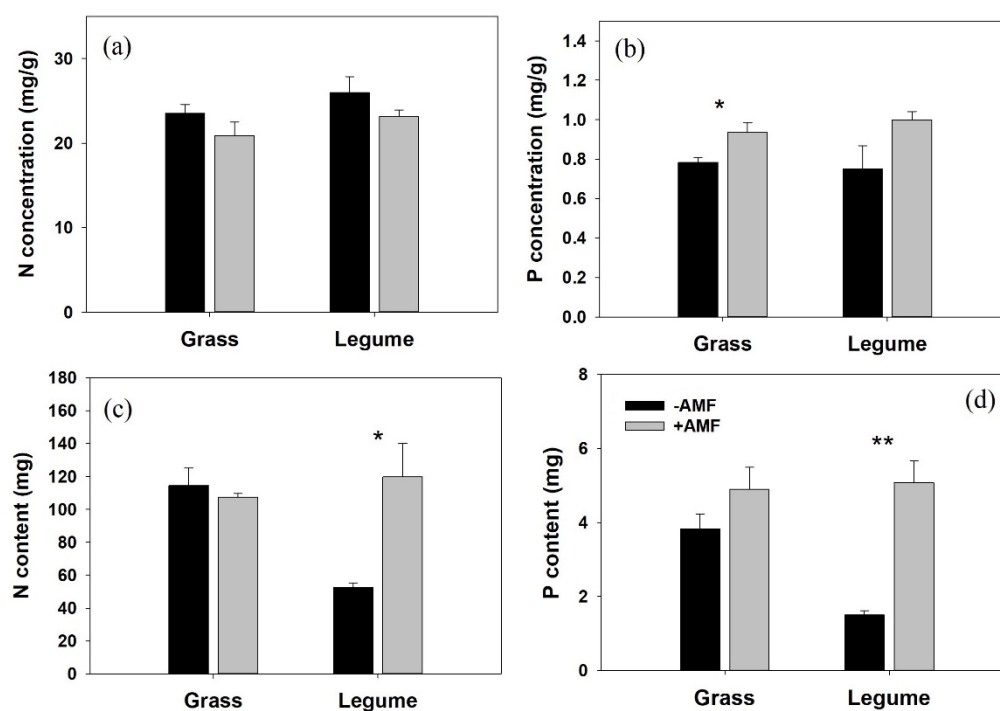 (a)
N concentration (mg/g)
30
20
10
0
Grass Legume
(b)
P concentration (mg/g)
1.4
1.2
1.0
0.8
0.6
0.4
0.2
0.0
*
Grass Legume
(c)
N content (mg)
180
160
140
120
100
80
60
40
20
0
*
Grass Legume
(d)
P content (mg)
8
6
4
2
0
-AMF
+AMF
**
Grass Legume